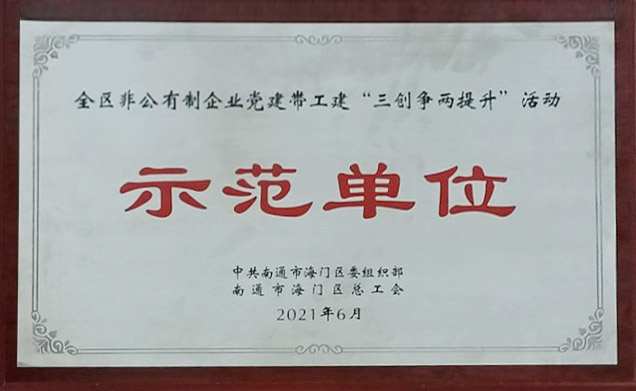 全区非公有制企业党建带工建“三创争两提升”活动
示范单位
中共南通市海门区委组织部
南通市海门区总工会
2021年6月